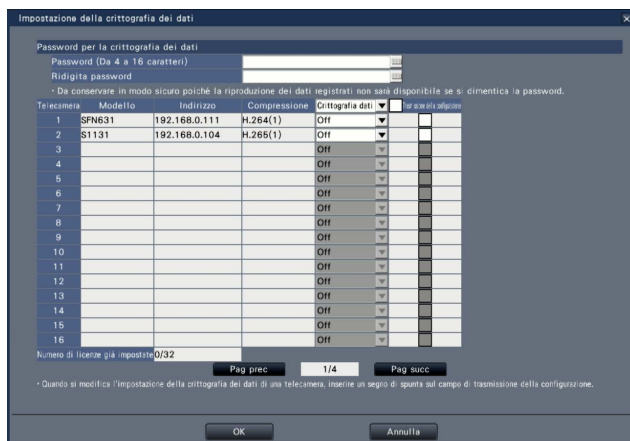 Impostazione della crittografia dei dati
Password per la crittografia dei dati
Password (Da 4 a 16 caratteri)
Ridigita password
• Da conservare in modo sicuro poiché la riproduzione dei dati registrati non sarà disponibile se si dimentica la password.
Telecamera Modello Indirizzo Compressione Crittografia dati Trasmissione della configurazione
1 SFN631 192.168.0.111 H.264(1) Off
2 S1131 192.168.0.104 H.265(1) Off
3 Off
4 Off
5 Off
6 Off
7 Off
8 Off
9 Off
10 Off
11 Off
12 Off
13 Off
14 Off
15 Off
16 Off
Numero di licenze già impostate 0/32
Pag prec 1/4 Pag succ
• Quando si modifica l'impostazione della crittografia dei dati di una telecamera, inserire un segno di spunta sul campo di trasmissione della configurazione.
OK Annulla